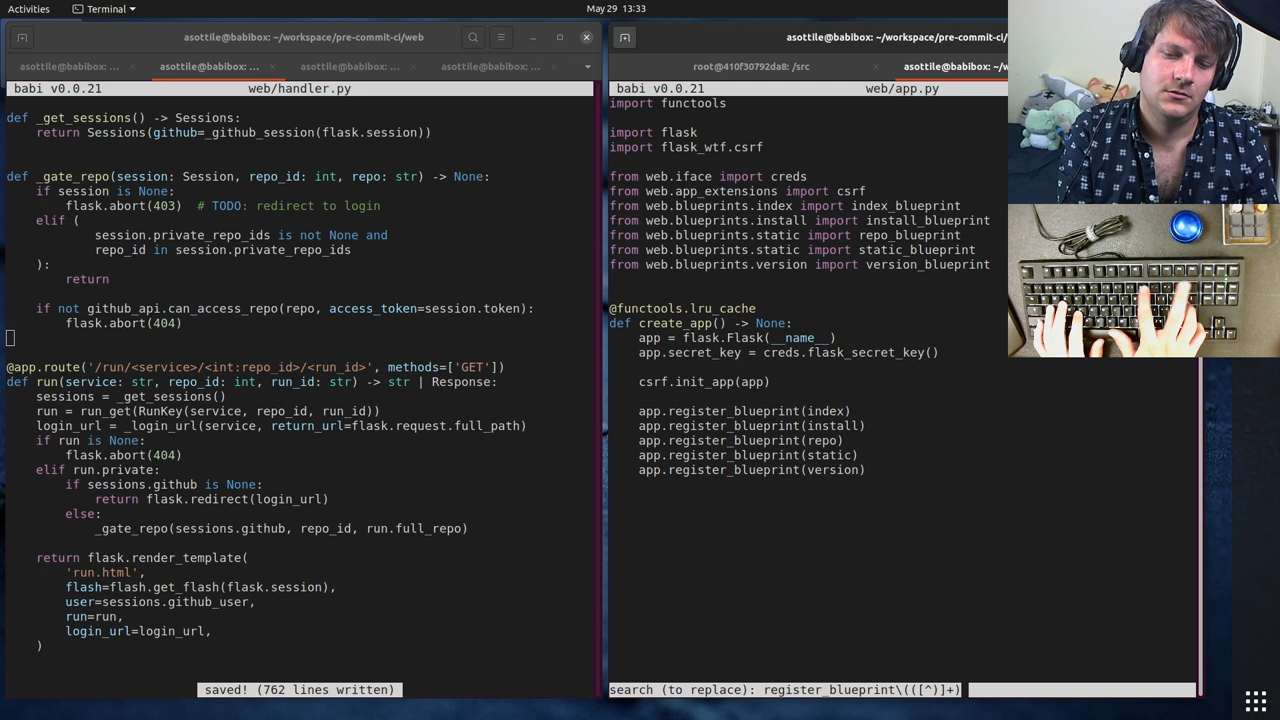 Activities
Terminal
May 29 13:33
asottile@babibox: ~/workspace/pre-commit-ci/web
asottile@babibox: ...
asottile@babibox: ...
asottile@babibox: ...
asottile@babibox: ...
babi v0.0.21 web/handler.py
def _get_sessions() -> Sessions:
    return Sessions(github=_github_session(flask.session))
def _gate_repo(session: Session, repo_id: int, repo: str) -> None:
    if session is None:
        flask.abort(403)  # TODO: redirect to login
    elif (
            session.private_repo_ids is not None and
            repo_id in session.private_repo_ids
    ):
        return
    if not github_api.can_access_repo(repo, access_token=session.token):
        flask.abort(404)
@app.route('/run/<service>/<int:repo_id>/<run_id>', methods=['GET'])
def run(service: str, repo_id: int, run_id: str) -> str | Response:
    sessions = _get_sessions()
    run = run_get(RunKey(service, repo_id, run_id))
    login_url = _login_url(service, return_url=flask.request.full_path)
    if run is None:
        flask.abort(404)
    elif run.private:
        if sessions.github is None:
            return flask.redirect(login_url)
        else:
            _gate_repo(sessions.github, repo_id, run.full_repo)
    return flask.render_template(
        'run.html',
        flash=flash.get_flash(flask.session),
        user=sessions.github_user,
        run=run,
        login_url=login_url,
    )
saved! (762 lines written)
asottile@babibox: ~/workspace/pre-commit-ci/
root@410f30792da8: /src
asottile@babibox: ~/w
babi v0.0.21 web/app.py
import functools
import flask
import flask_wtf.csrf
from web.iface import creds
from web.app_extensions import csrf
from web.blueprints.index import index_blueprint
from web.blueprints.install import install_blueprint
from web.blueprints.static import repo_blueprint
from web.blueprints.static import static_blueprint
from web.blueprints.version import version_blueprint
@functools.lru_cache
def create_app() -> None:
    app = flask.Flask(__name__)
    app.secret_key = creds.flask_secret_key()
    csrf.init_app(app)
    app.register_blueprint(index)
    app.register_blueprint(install)
    app.register_blueprint(repo)
    app.register_blueprint(static)
    app.register_blueprint(version)
search (to replace): register_blueprint\(([^)]+)